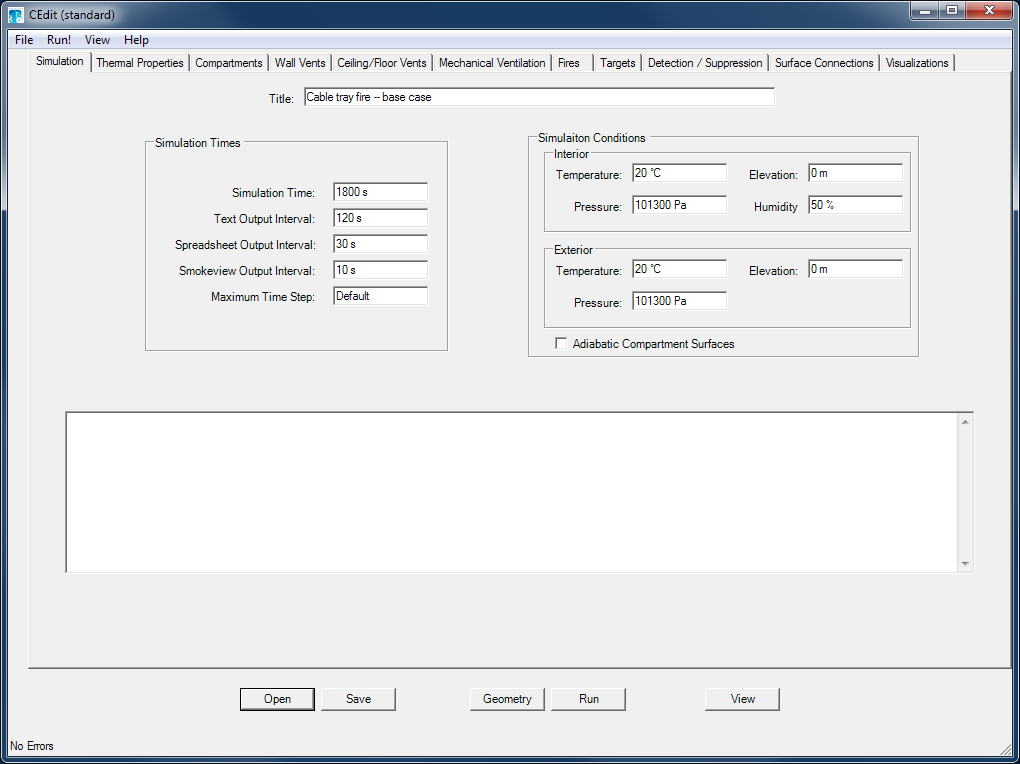 CEdit (standard)
File Run! View Help
Simulation Thermal Properties Compartments Wall Vents Ceiling/Floor Vents Mechanical Ventilation Fires Targets Detection / Suppression Surface Connections Visualizations
Title: Cable tray fire -- base case
Simulation Times
Simulation Time: 1800 s
Text Output Interval: 120 s
Spreadsheet Output Interval: 30 s
Smokeview Output Interval: 10 s
Maximum Time Step: Default
Simulaiton Conditions
Interior
Temperature: 20 °C Elevation: 0 m
Pressure: 101300 Pa Humidity 50 %
Exterior
Temperature: 20 °C Elevation: 0 m
Pressure: 101300 Pa
Adiabatic Compartment Surfaces
Open Save Geometry Run View
No Errors